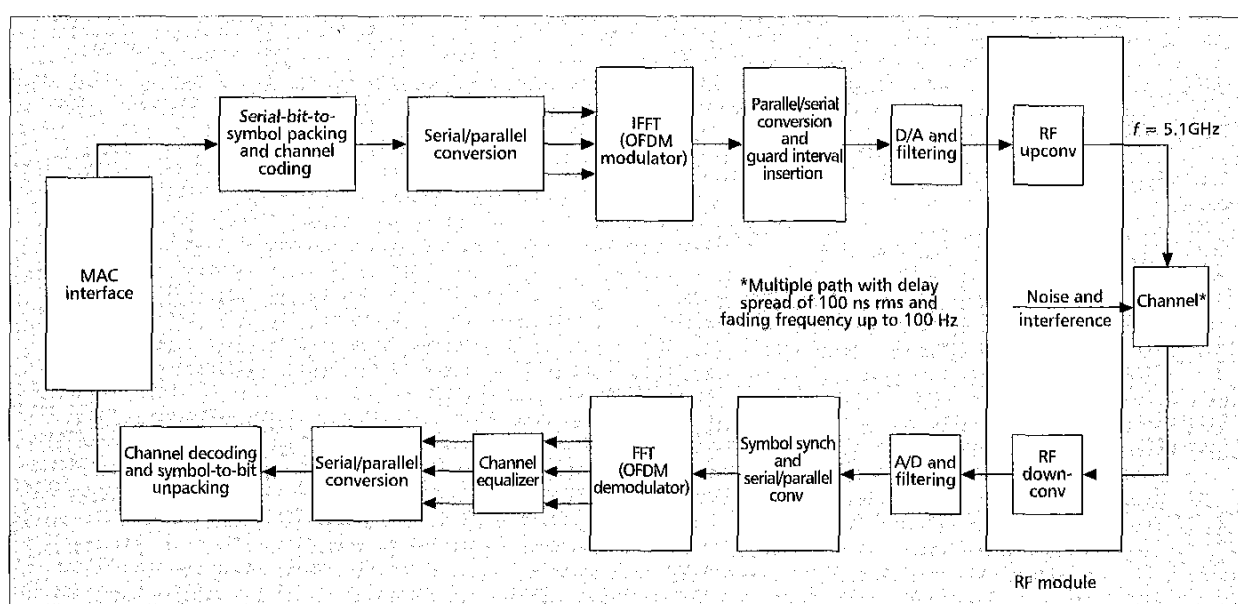 Serial-bit-to-
symbol packing
and channel
coding
Serial/parallel
conversion
IFFT
(OFDM
modulator)
Parallel/serial
conversion
and
guard interval
insertion
D/A and
filtering
RF
upconv
f = 5.1GHz
MAC
interface
*Multiple path with delay
spread of 100 ns rms and
fading frequency up to 100 Hz
Noise and
interference
Channel*
Channel decoding
and symbol-to-bit
unpacking
Serial/parallel
conversion
Channel
equalizer
FFT
(OFDM
demodulator)
Symbol synch
and
serial/parallel
conv
A/D and
filtering
RF
down-
conv
RF module